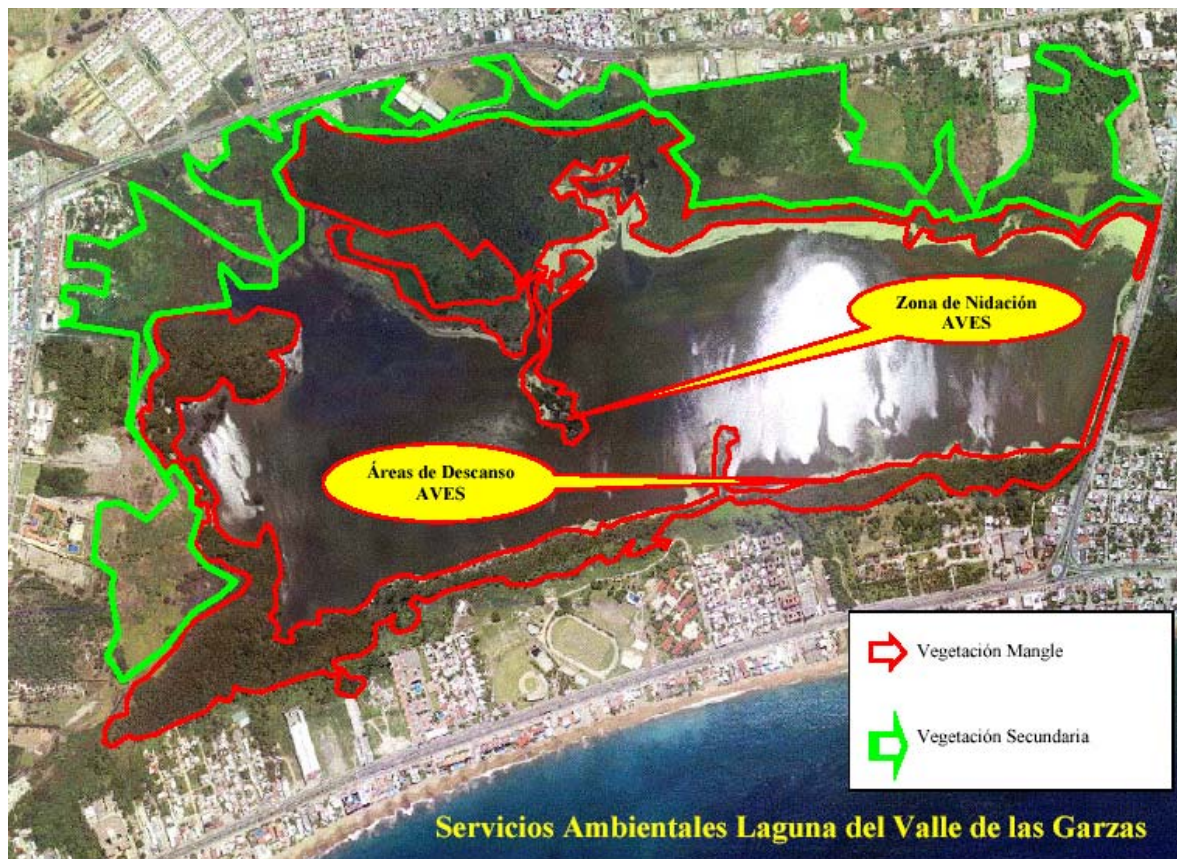 Zona de Nidación
AVES
Áreas de Descanso
AVES
Vegetación Mangle
Vegetación Secundaria
Servicios Ambientales Laguna del Valle de las Garzas